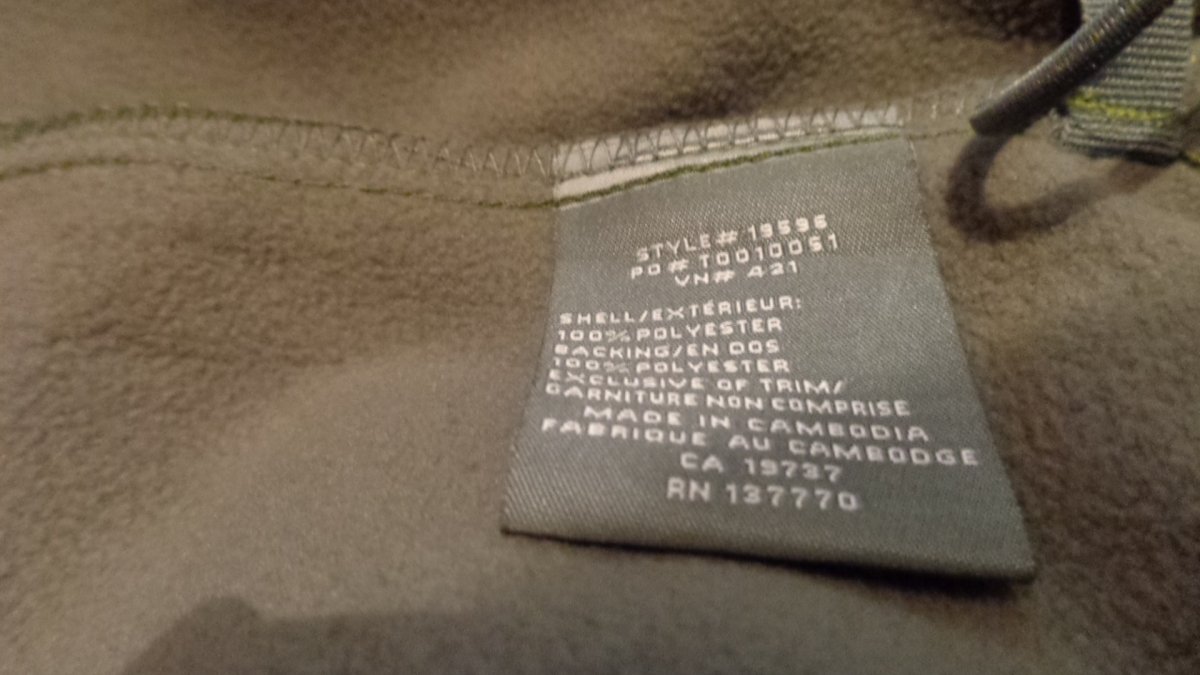 STYLE# 19596
PO# T0010051
VN# 421
SHELL/EXTÉRIEUR:
100% POLYESTER
BACKING/EN DOS
100% POLYESTER
EXCLUSIVE OF TRIM/
GARNITURE NON COMPRISE
MADE IN CAMBODIA
FABRIQUE AU CAMBODGE
CA 19737
RN 137770